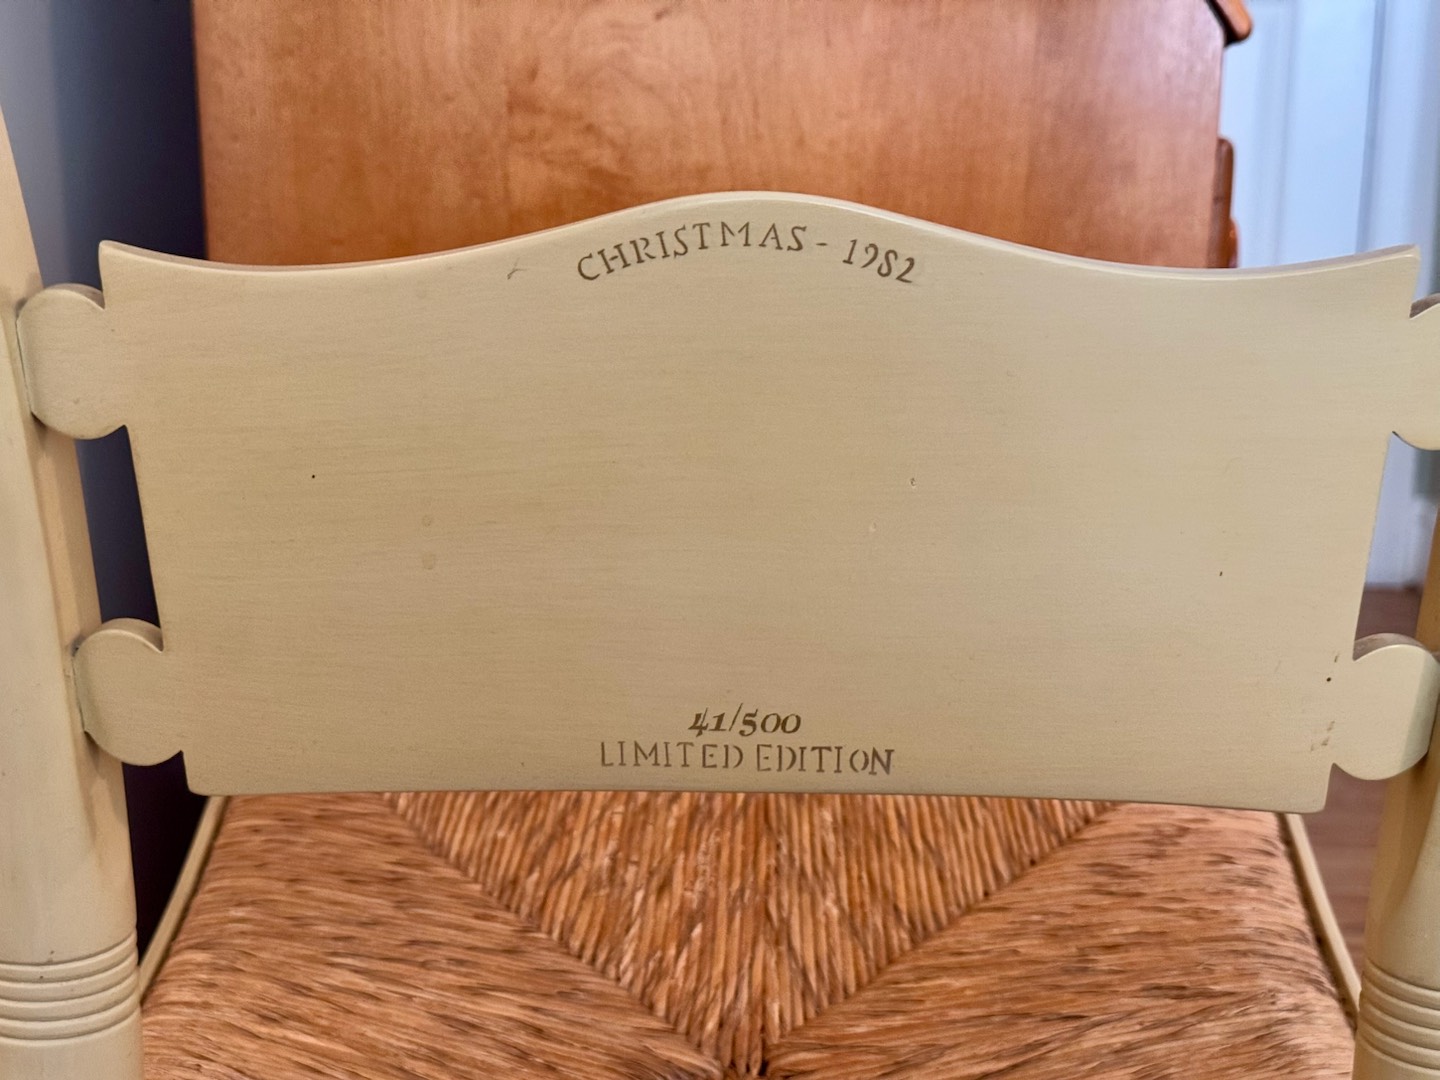 CHRISTMAS - 1982
41/500
LIMITED EDITION